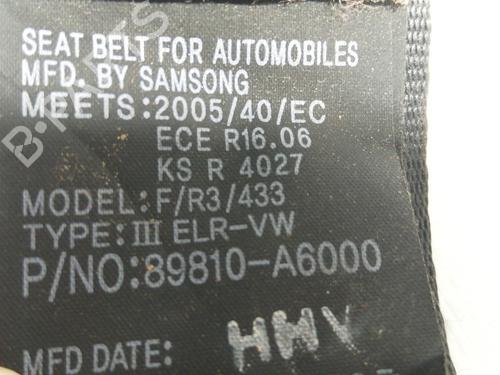 SEAT BELT FOR AUTOMOBILES
MFD. BY SAMSONG
MEETS:2005/40/EC
ECE R16.06
KS R 4027
MODEL:F/R3/433
TYPE:III ELR-VW
P/NO:89810-A6000
HHV
MFD DATE: